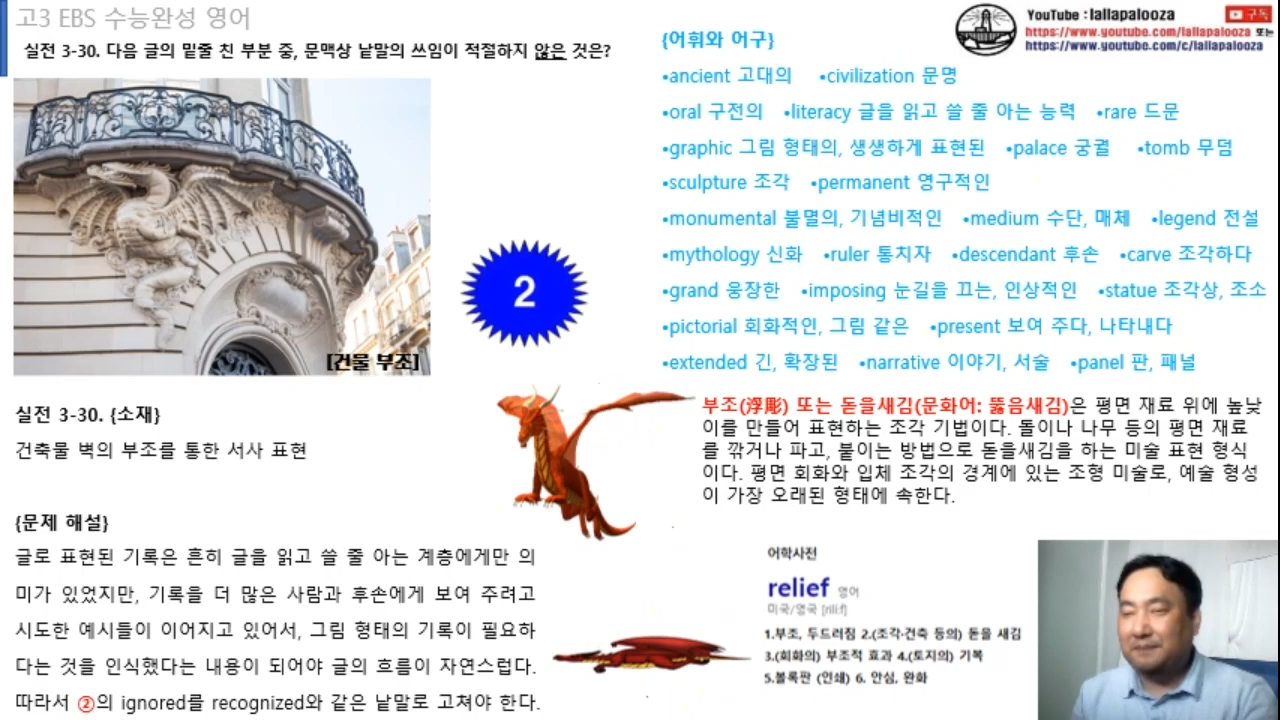 고3 EBS 수능완성 영어
실전 3-30. 다음 글의 밑줄 친 부분 중, 문맥상 낱말의 쓰임이 적절하지 않은 것은?
[건물 부조]
2
실전 3-30. {소재}
건축물 벽의 부조를 통한 서사 표현
{문제 해설}
글로 표현된 기록은 흔히 글을 읽고 쓸 줄 아는 계층에게만 의
미가 있었지만, 기록을 더 많은 사람과 후손에게 보여 주려고
시도한 예시들이 이어지고 있어서, 그림 형태의 기록이 필요하
다는 것을 인식했다는 내용이 되어야 글의 흐름이 자연스럽다.
따라서 ②의 ignored를 recognized와 같은 낱말로 고쳐야 한다.
{어휘와 어구}
•ancient 고대의 •civilization 문명
•oral 구전의 •literacy 글을 읽고 쓸 줄 아는 능력 •rare 드문
•graphic 그림 형태의, 생생하게 표현된 •palace 궁궐 •tomb 무덤
•sculpture 조각 •permanent 영구적인
•monumental 불멸의, 기념비적인 •medium 수단, 매체 •legend 전설
•mythology 신화 •ruler 통치자 •descendant 후손 •carve 조각하다
•grand 웅장한 •imposing 눈길을 끄는, 인상적인 •statue 조각상, 조소
•pictorial 회화적인, 그림 같은 •present 보여 주다, 나타내다
•extended 긴, 확장된 •narrative 이야기, 서술 •panel 판, 패널
YouTube : lallapalooza
구독
https://www.youtube.com/lallapalooza 또는
https://www.youtube.com/c/lallapalooza
부조(浮彫) 또는 돋을새김(문화어: 뚫음새김)은 평면 재료 위에 높낮
이를 만들어 표현하는 조각 기법이다. 돌이나 나무 등의 평면 재료
를 깎거나 파고, 붙이는 방법으로 돋을새김을 하는 미술 표현 형식
이다. 평면 회화와 입체 조각의 경계에 있는 조형 미술로, 예술 형성
이 가장 오래된 형태에 속한다.
어학사전
relief 영어
미국/영국 [rilíːf]
1.부조, 두드러짐 2.(조각·건축 등의) 돋을 새김
3.(회화의) 부조적 효과 4.(토지의) 기복
5.볼록판 (인쇄) 6. 안심, 완화